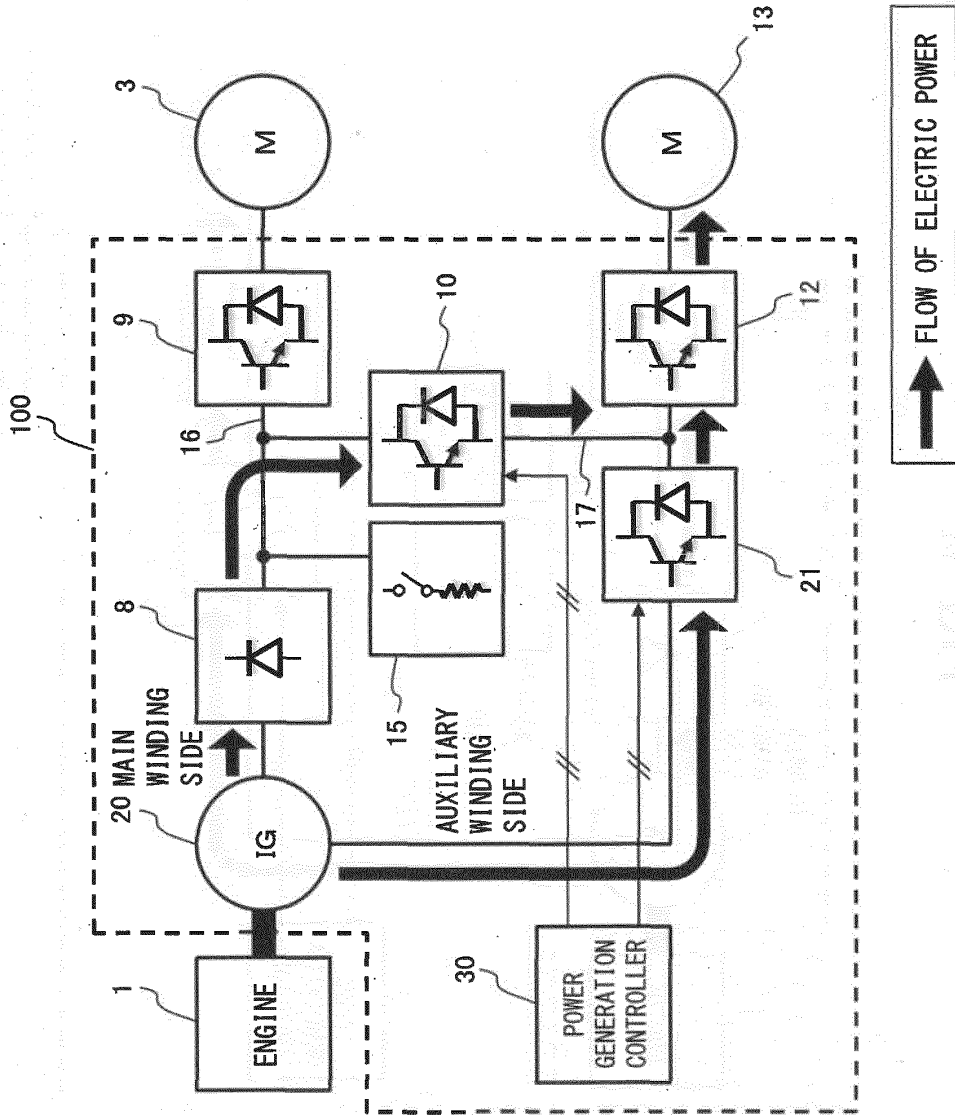 100
1
ENGINE
20
IG
MAIN
WINDING
SIDE
8
16
9
3
M
15
10
AUXILIARY
WINDING
SIDE
17
30
POWER
GENERATION
CONTROLLER
21
12
13
M
FLOW OF ELECTRIC POWER